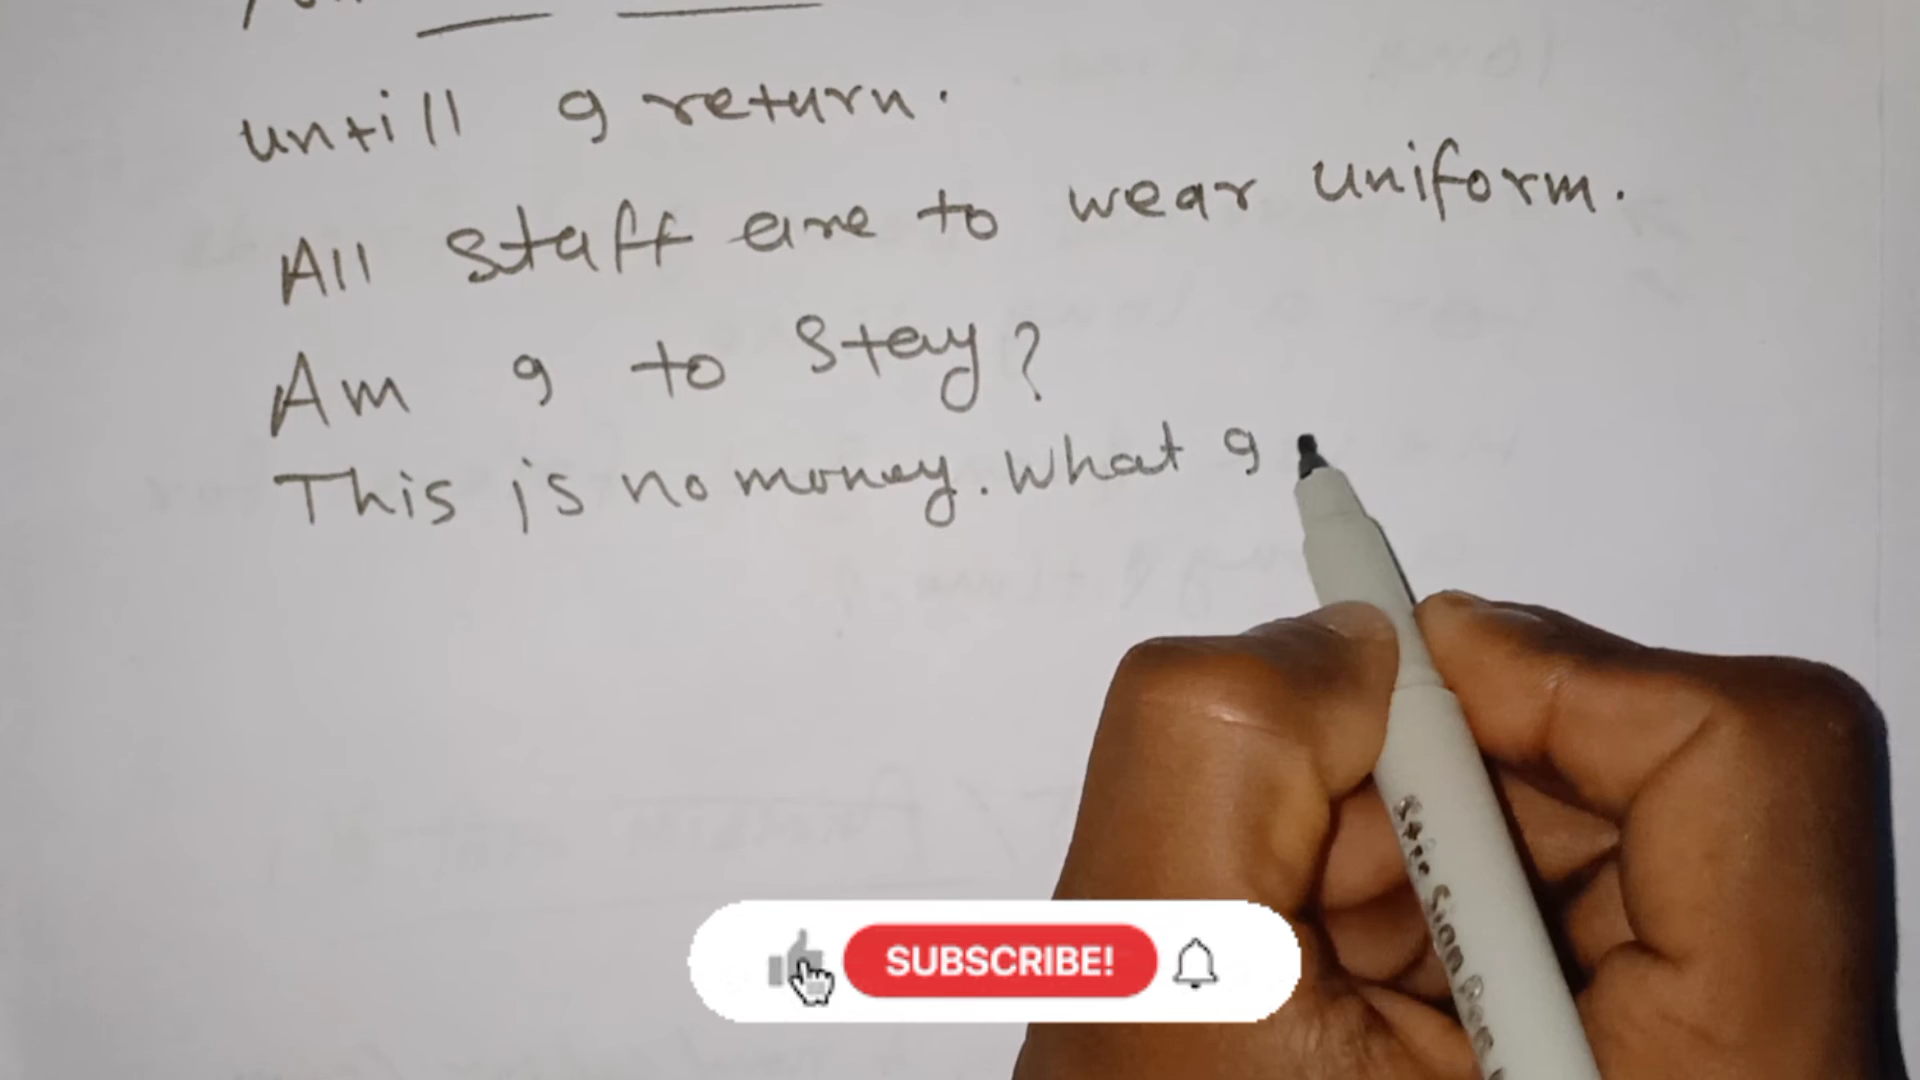 untill I return.
All staff are to wear uniform.
Am I to stay?
This is no money. What I
SUBSCRIBE!